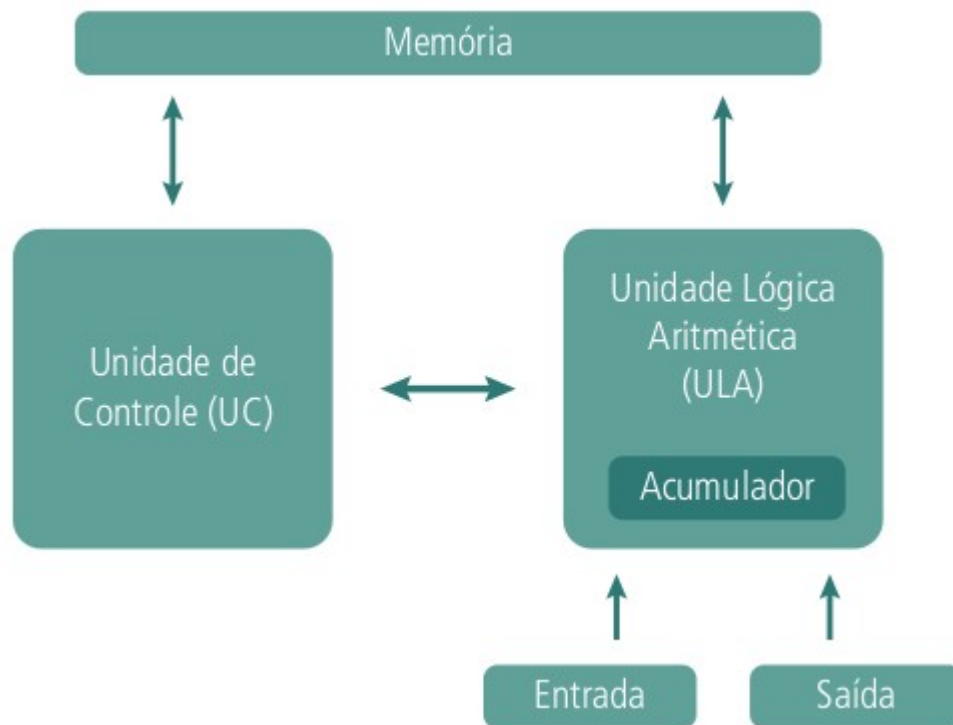 Memória
Unidade de
Controle (UC)
Unidade Lógica
Aritmética
(ULA)
Acumulador
Entrada
Saída